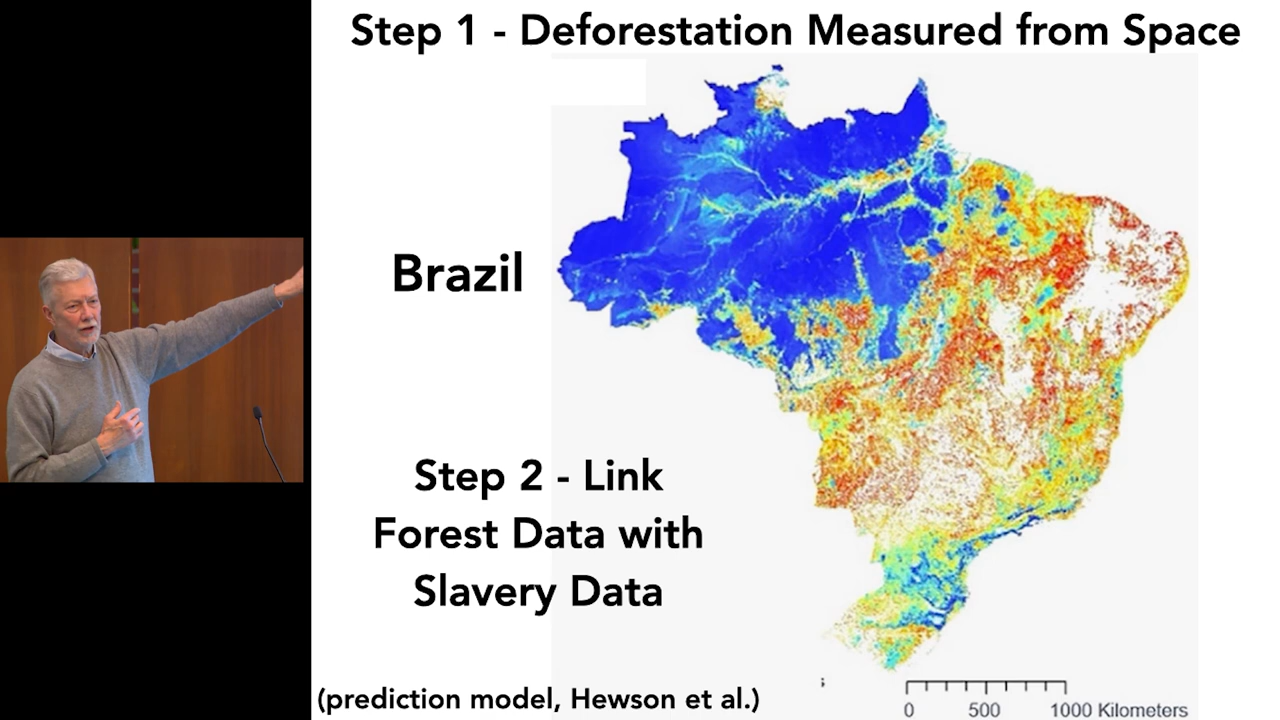 Step 1 - Deforestation Measured from Space
Brazil
Step 2 - Link
Forest Data with
Slavery Data
(prediction model, Hewson et al.)
0 500 1000 Kilometers